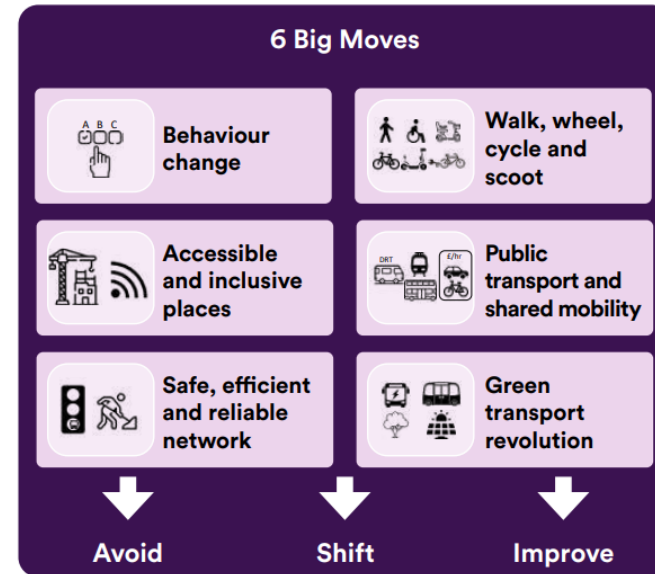 6 Big Moves
A B C
Behaviour
change
Walk, wheel,
cycle and
scoot
Accessible
and inclusive
places
DRT
£/hr
Public
transport and
shared mobility
Safe, efficient
and reliable
network
Green
transport
revolution
Avoid
Shift
Improve